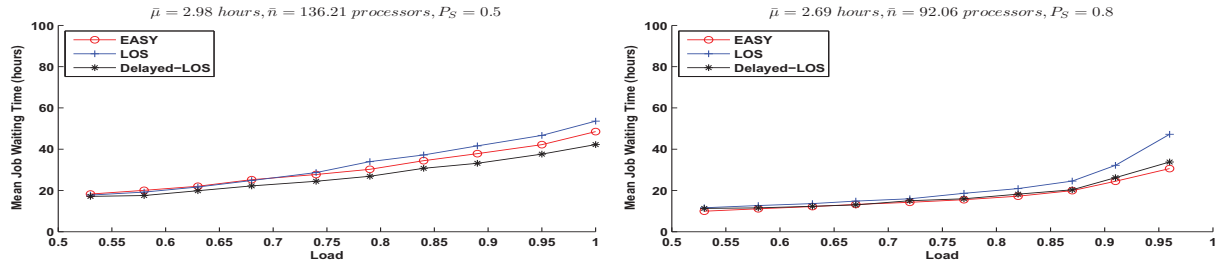 μ̄ = 2.98 hours, n̄ = 136.21 processors, P_S = 0.5
100
80
60
40
20
0
Mean Job Waiting Time (hours)
EASY
LOS
Delayed-LOS
0.5 0.55 0.6 0.65 0.7 0.75 0.8 0.85 0.9 0.95 1
Load
μ̄ = 2.69 hours, n̄ = 92.06 processors, P_S = 0.8
100
80
60
40
20
0
Mean Job Waiting Time (hours)
EASY
LOS
Delayed-LOS
0.5 0.55 0.6 0.65 0.7 0.75 0.8 0.85 0.9 0.95 1
Load